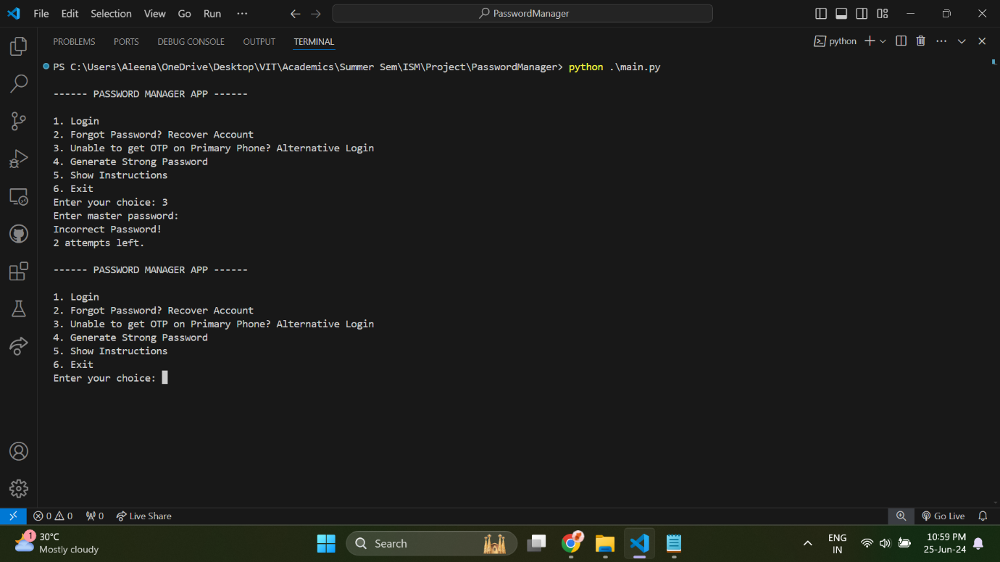 File Edit Selection View Go Run ···
PasswordManager
PROBLEMS PORTS DEBUG CONSOLE OUTPUT TERMINAL
python
PS C:\Users\Aleena\OneDrive\Desktop\VIT\Academics\Summer Sem\ISM\Project\PasswordManager> python .\main.py
------ PASSWORD MANAGER APP ------
1. Login
2. Forgot Password? Recover Account
3. Unable to get OTP on Primary Phone? Alternative Login
4. Generate Strong Password
5. Show Instructions
6. Exit
Enter your choice: 3
Enter master password:
Incorrect Password!
2 attempts left.
------ PASSWORD MANAGER APP ------
1. Login
2. Forgot Password? Recover Account
3. Unable to get OTP on Primary Phone? Alternative Login
4. Generate Strong Password
5. Show Instructions
6. Exit
Enter your choice:
0 0 0 Live Share
Go Live
1
30°C
Mostly cloudy
Search
ENG
IN
10:59 PM
25-Jun-24